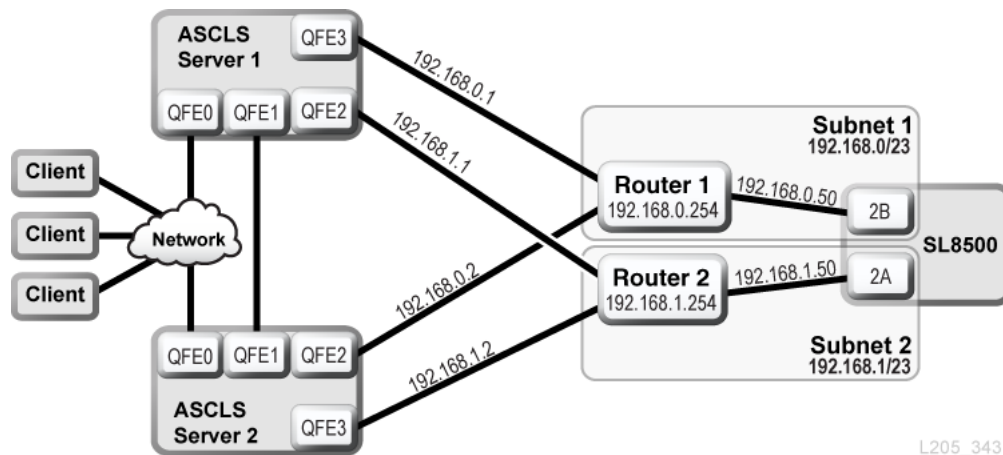 ASCLS
Server 1
QFE3
QFE0
QFE1
QFE2
192.168.0.1
192.168.1.1
Client
Client
Client
Network
Subnet 1
192.168.0/23
Router 1
192.168.0.254
192.168.0.50
2B
SL8500
Router 2
192.168.1.254
192.168.1.50
2A
Subnet 2
192.168.1/23
192.168.0.2
192.168.1.2
QFE0
QFE1
QFE2
ASCLS
Server 2
QFE3
L205_343